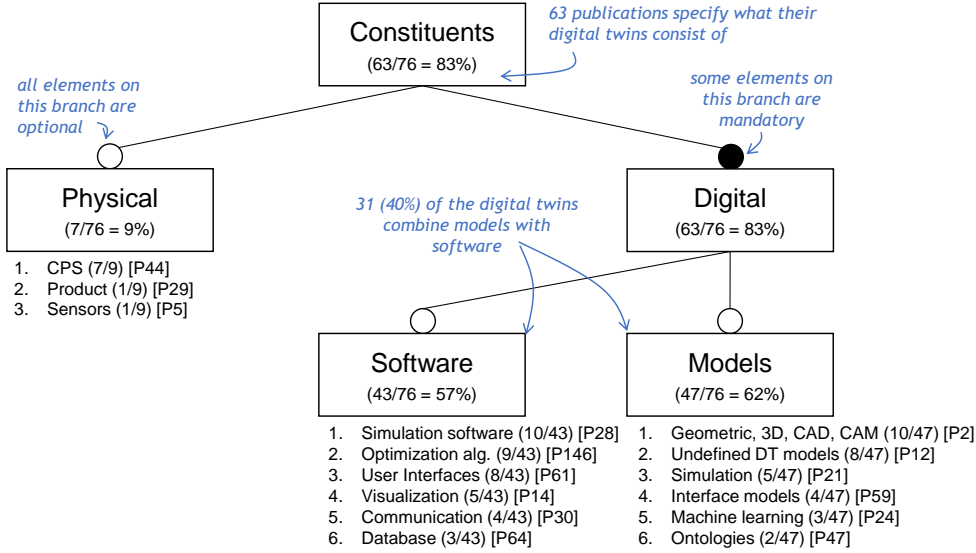 Constituents
(63/76 = 83%)
63 publications specify what their
digital twins consist of
all elements on
this branch are
optional
some elements on
this branch are
mandatory
Physical
(7/76 = 9%)
1. CPS (7/9) [P44]
2. Product (1/9) [P29]
3. Sensors (1/9) [P5]
31 (40%) of the digital twins
combine models with
software
Digital
(63/76 = 83%)
Software
(43/76 = 57%)
1. Simulation software (10/43) [P28]
2. Optimization alg. (9/43) [P146]
3. User Interfaces (8/43) [P61]
4. Visualization (5/43) [P14]
5. Communication (4/43) [P30]
6. Database (3/43) [P64]
Models
(47/76 = 62%)
1. Geometric, 3D, CAD, CAM (10/47) [P2]
2. Undefined DT models (8/47) [P12]
3. Simulation (5/47) [P21]
4. Interface models (4/47) [P59]
5. Machine learning (3/47) [P24]
6. Ontologies (2/47) [P47]